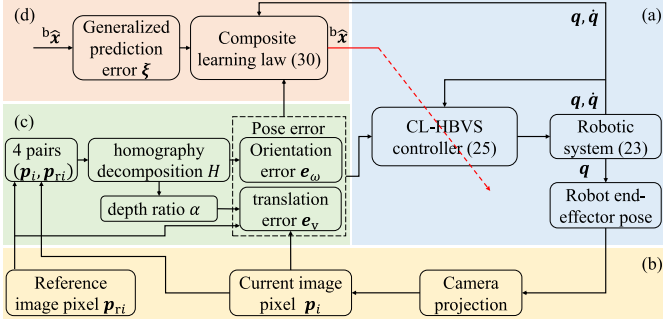 (d)
ᵇx̂
Generalized
prediction
error ξ
Composite
learning law (30)
ᵇx̂
(a)
q, q̇
q, q̇
CL-HBVS
controller (25)
Robotic
system (23)
q
Robot end-
effector pose
(c)
4 pairs
(pᵢ, pᵣᵢ)
homography
decomposition H
depth ratio α
Pose error
Orientation
error e_ω
translation
error e_v
(b)
Reference
image pixel pᵣᵢ
Current image
pixel pᵢ
Camera
projection